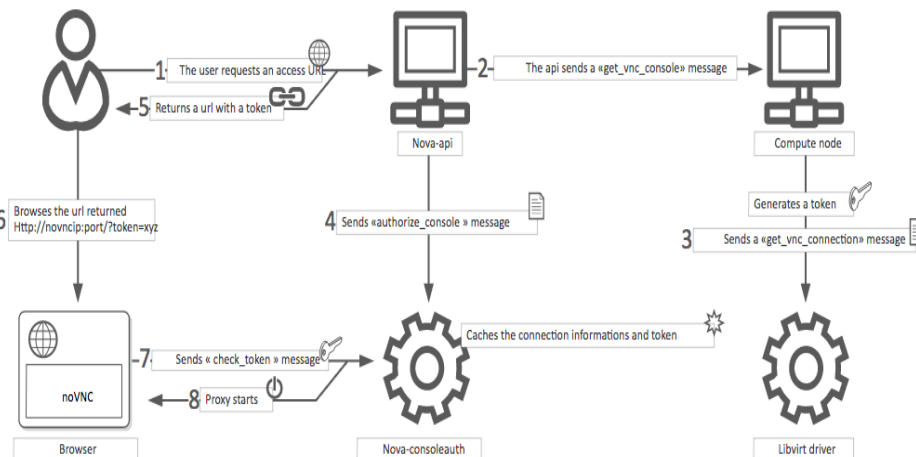 1 The user requests an access URL
2 The api sends a «get_vnc_console» message
5 Returns a url with a token
Nova-api
Compute node
6 Browses the url returned
Http://novncip:port/?token=xyz
4 Sends «authorize_console » message
Generates a token
3 Sends a «get_vnc_connection» message
Caches the connection informations and token
7 Sends « check_token » message
8 Proxy starts
noVNC
Browser
Nova-consoleauth
Libvirt driver